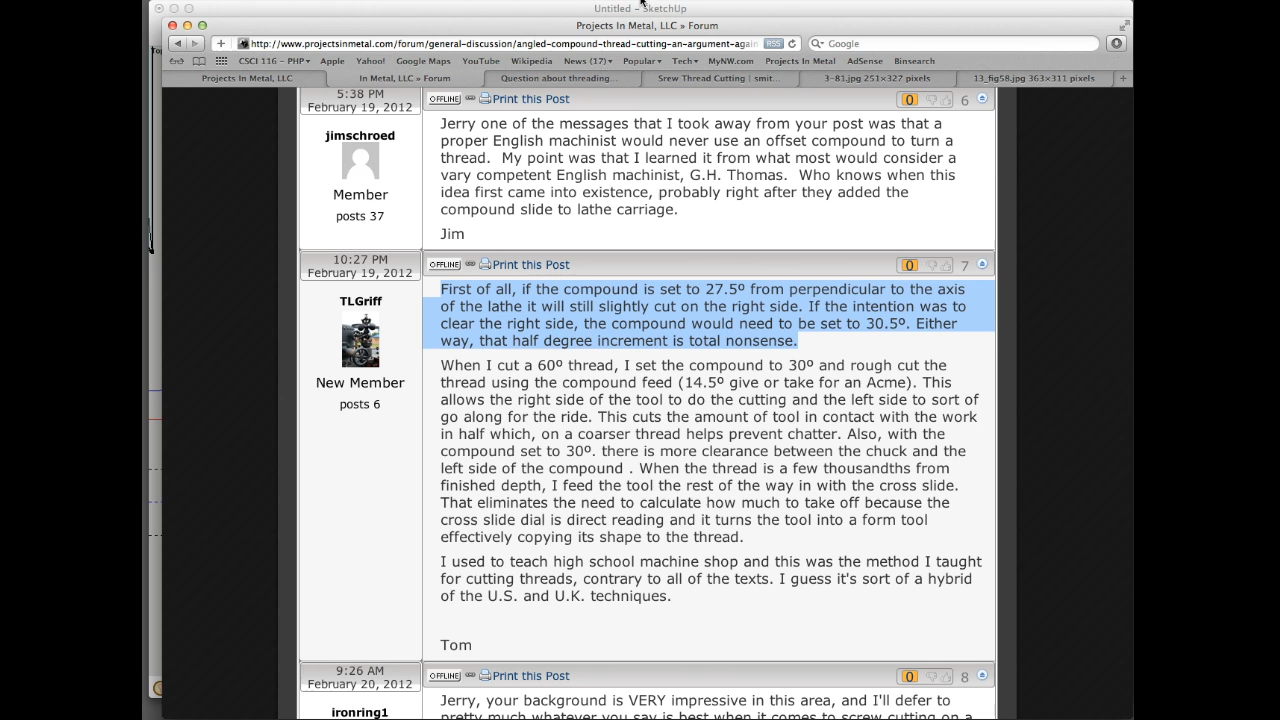 Untitled – SketchUp
Projects In Metal, LLC » Forum
http://www.projectsinmetal.com/forum/general-discussion/angled-compound-thread-cutting-an-argument-again
RSS
Google
CSCI 116 - PHP Apple Yahoo! Google Maps YouTube Wikipedia News (17) Popular Tech MyNW.com Projects In Metal AdSense Binsearch
Projects In Metal, LLC
In Metal, LLC » Forum
Question about threading...
Srew Thread Cutting | smit...
3-81.jpg 251×327 pixels
13_fig58.jpg 363×311 pixels
5:38 PM
February 19, 2012
OFFLINE Print this Post 0 6
jimschroed
Member
posts 37
Jerry one of the messages that I took away from your post was that a
proper English machinist would never use an offset compound to turn a
thread.  My point was that I learned it from what most would consider a
vary competent English machinist, G.H. Thomas.  Who knows when this
idea first came into existence, probably right after they added the
compound slide to lathe carriage.
Jim
10:27 PM
February 19, 2012
OFFLINE Print this Post 0 7
TLGriff
New Member
posts 6
First of all, if the compound is set to 27.5º from perpendicular to the axis
of the lathe it will still slightly cut on the right side. If the intention was to
clear the right side, the compound would need to be set to 30.5º. Either
way, that half degree increment is total nonsense.
When I cut a 60º thread, I set the compound to 30º and rough cut the
thread using the compound feed (14.5º give or take for an Acme). This
allows the right side of the tool to do the cutting and the left side to sort of
go along for the ride. This cuts the amount of tool in contact with the work
in half which, on a coarser thread helps prevent chatter. Also, with the
compound set to 30º. there is more clearance between the chuck and the
left side of the compound . When the thread is a few thousandths from
finished depth, I feed the tool the rest of the way in with the cross slide.
That eliminates the need to calculate how much to take off because the
cross slide dial is direct reading and it turns the tool into a form tool
effectively copying its shape to the thread.
I used to teach high school machine shop and this was the method I taught
for cutting threads, contrary to all of the texts. I guess it's sort of a hybrid
of the U.S. and U.K. techniques.
Tom
9:26 AM
February 20, 2012
OFFLINE Print this Post 0 8
ironring1
Jerry, your background is VERY impressive in this area, and I'll defer to
pretty much whatever you say is best when it comes to screw cutting on a